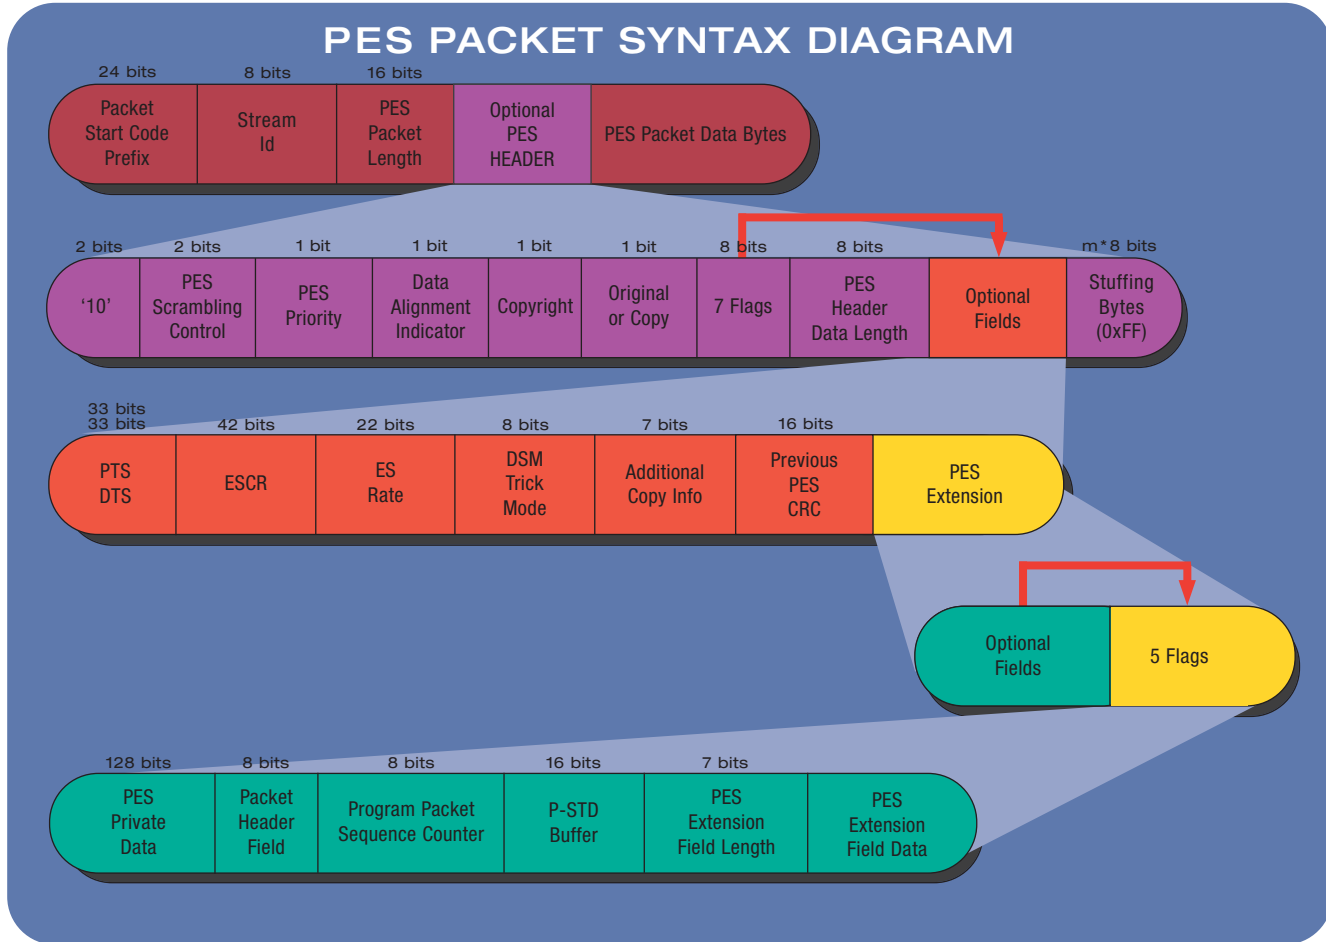 PES PACKET SYNTAX DIAGRAM
24 bits
8 bits
16 bits
Packet
Start Code
Prefix
Stream
Id
PES
Packet
Length
Optional
PES
HEADER
PES Packet Data Bytes
2 bits
2 bits
1 bit
1 bit
1 bit
1 bit
8 bits
8 bits
m*8 bits
‘10’
PES
Scrambling
Control
PES
Priority
Data
Alignment
Indicator
Copyright
Original
or Copy
7 Flags
PES
Header
Data Length
Optional
Fields
Stuffing
Bytes
(0xFF)
33 bits
33 bits
42 bits
22 bits
8 bits
7 bits
16 bits
PTS
DTS
ESCR
ES
Rate
DSM
Trick
Mode
Additional
Copy Info
Previous
PES
CRC
PES
Extension
Optional
Fields
5 Flags
128 bits
8 bits
8 bits
16 bits
7 bits
PES
Private
Data
Packet
Header
Field
Program Packet
Sequence Counter
P-STD
Buffer
PES
Extension
Field Length
PES
Extension
Field Data